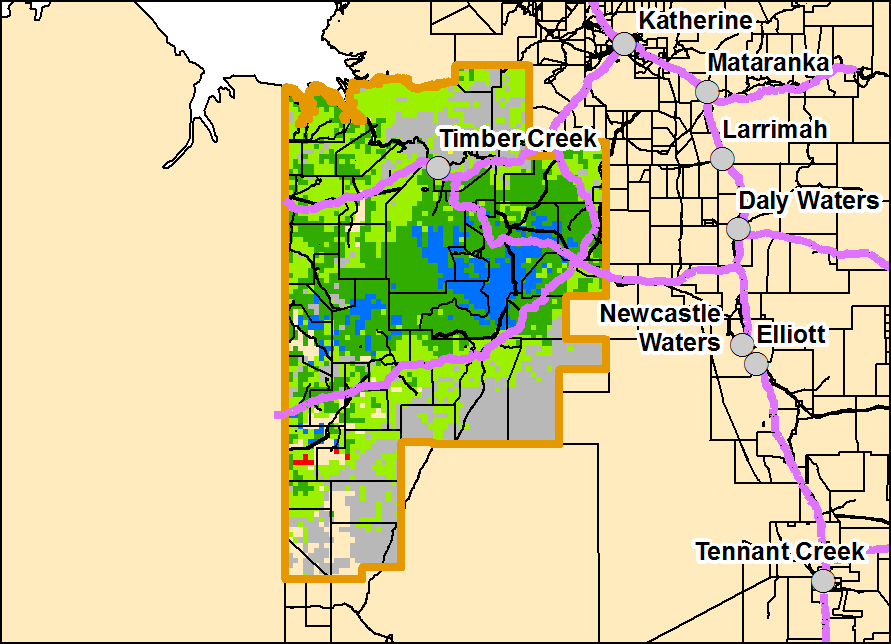 Katherine
Mataranka
Larrimah
Timber Creek
Daly Waters
Newcastle
Waters
Elliott
Tennant Creek